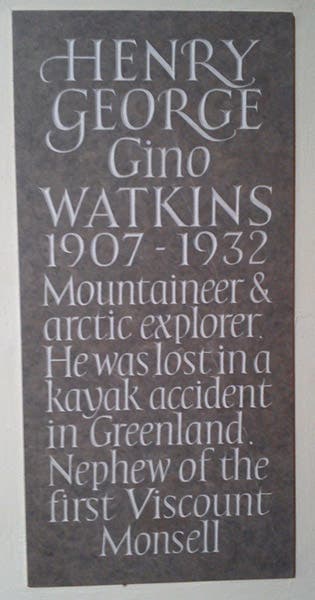 HENRY
GEORGE
Gino
WATKINS
1907 - 1932
Mountaineer &
arctic explorer.
He was lost in a
kayak accident
in Greenland.
Nephew of the
first Viscount
Monsell